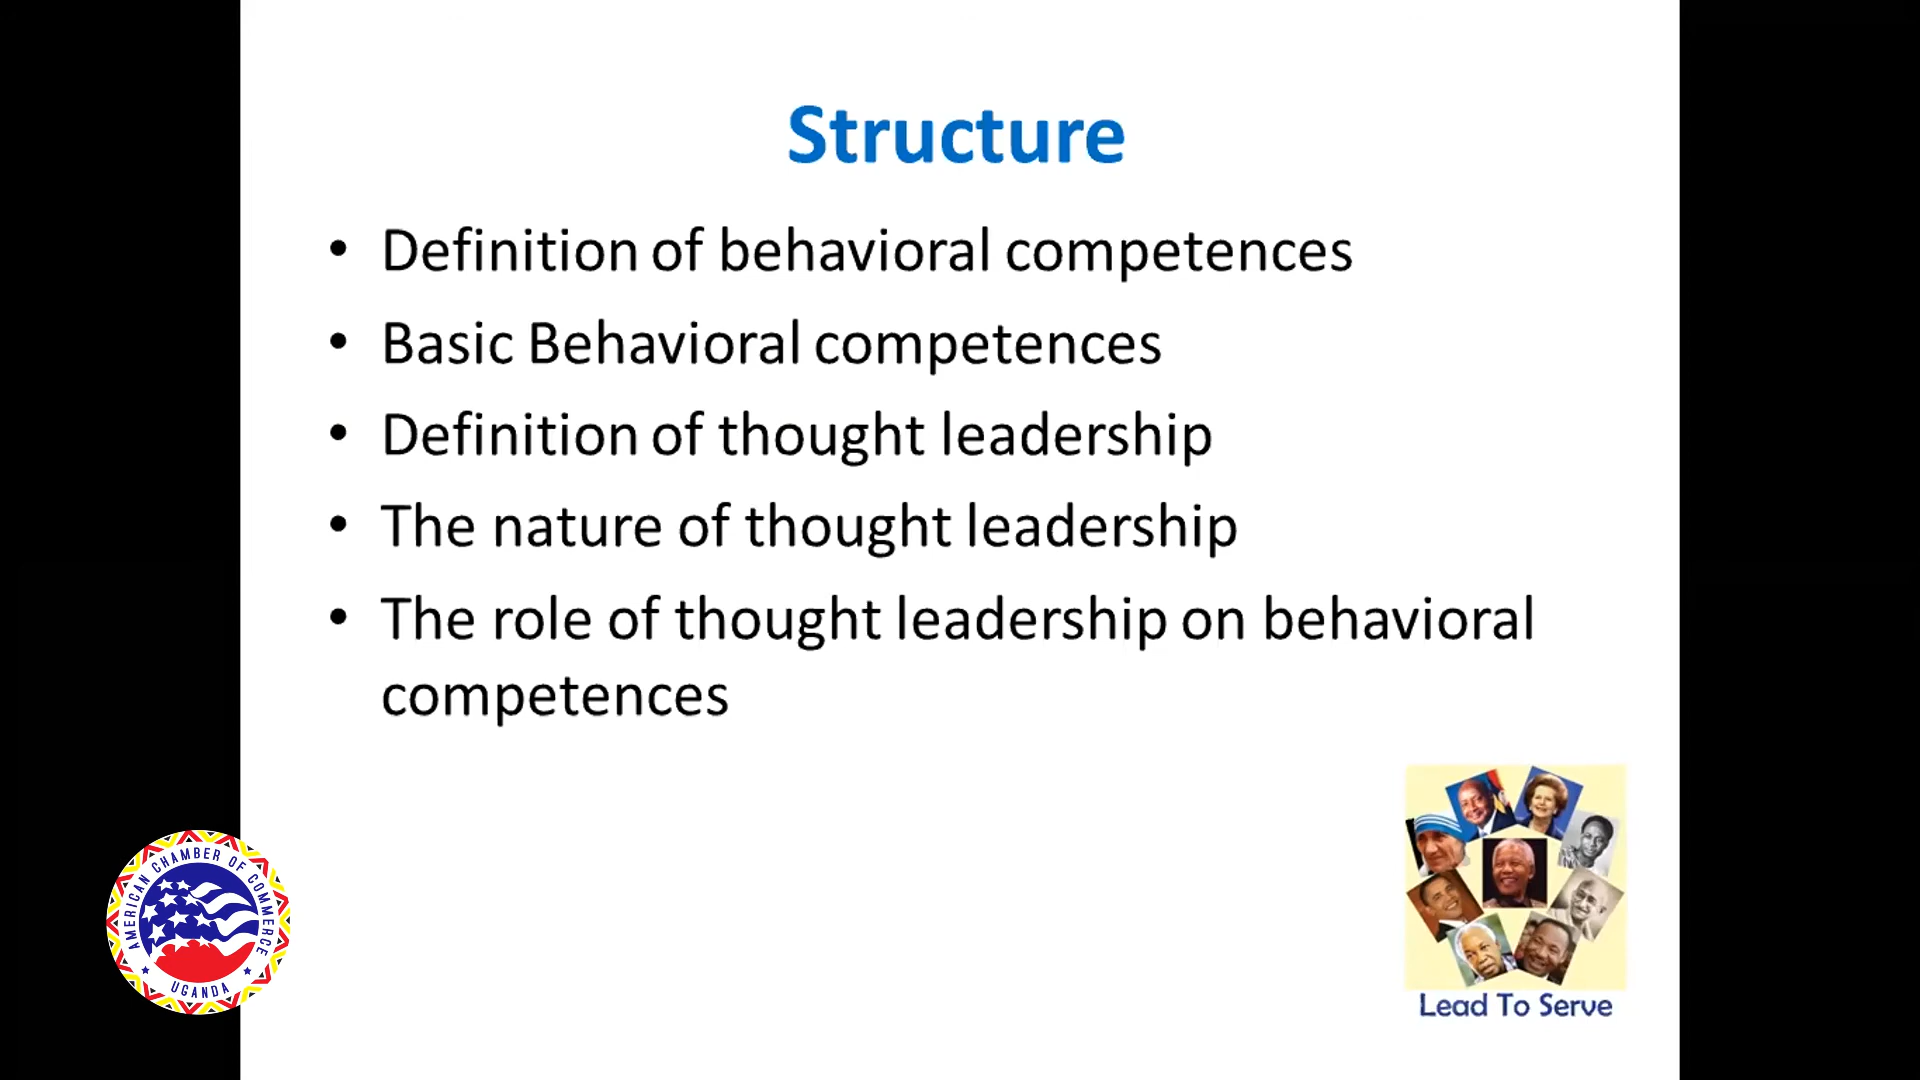 Structure
• Definition of behavioral competences
• Basic Behavioral competences
• Definition of thought leadership
• The nature of thought leadership
• The role of thought leadership on behavioral
competences
AMERICAN CHAMBER OF COMMERCE
UGANDA
Lead To Serve